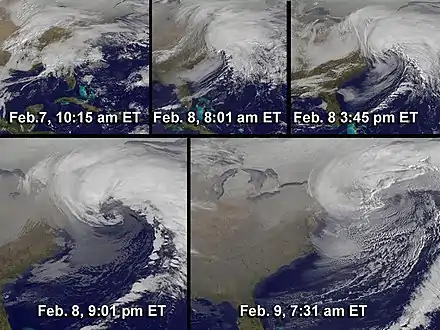 Feb.7, 10:15 am ET
Feb. 8, 8:01 am ET
Feb. 8 3:45 pm ET
Feb. 8, 9:01 pm ET
Feb. 9, 7:31 am ET